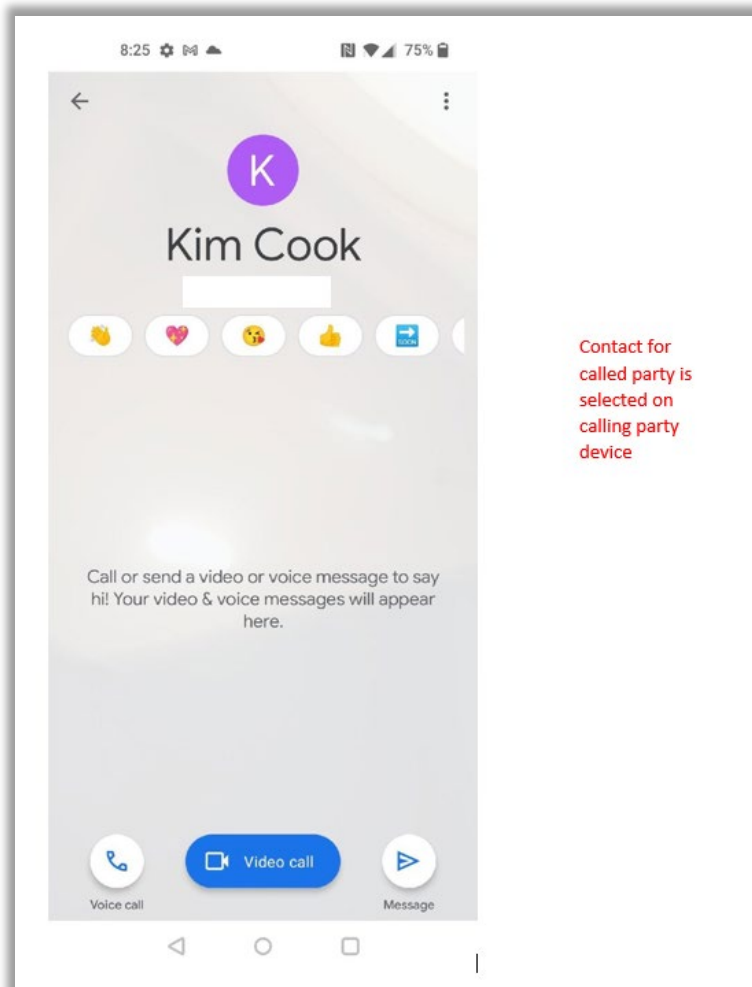 8:25 75%
K
Kim Cook
SOON
Call or send a video or voice message to say
hi! Your video & voice messages will appear
here.
Video call
Voice call
Message
Contact for
called party is
selected on
calling party
device